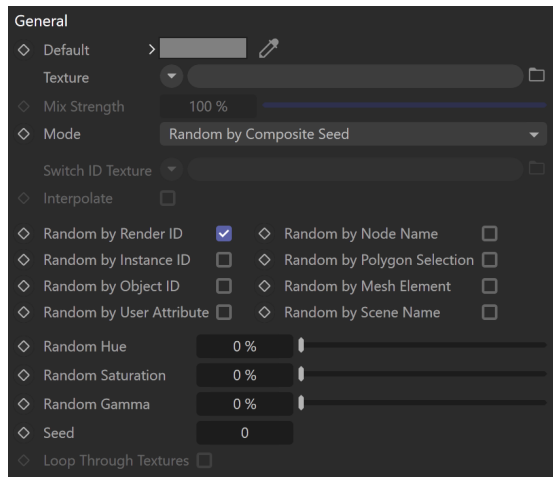 General
Default
Texture
Mix Strength 100 %
Mode Random by Composite Seed
Switch ID Texture
Interpolate
Random by Render ID Random by Node Name
Random by Instance ID Random by Polygon Selection
Random by Object ID Random by Mesh Element
Random by User Attribute Random by Scene Name
Random Hue 0 %
Random Saturation 0 %
Random Gamma 0 %
Seed 0
Loop Through Textures